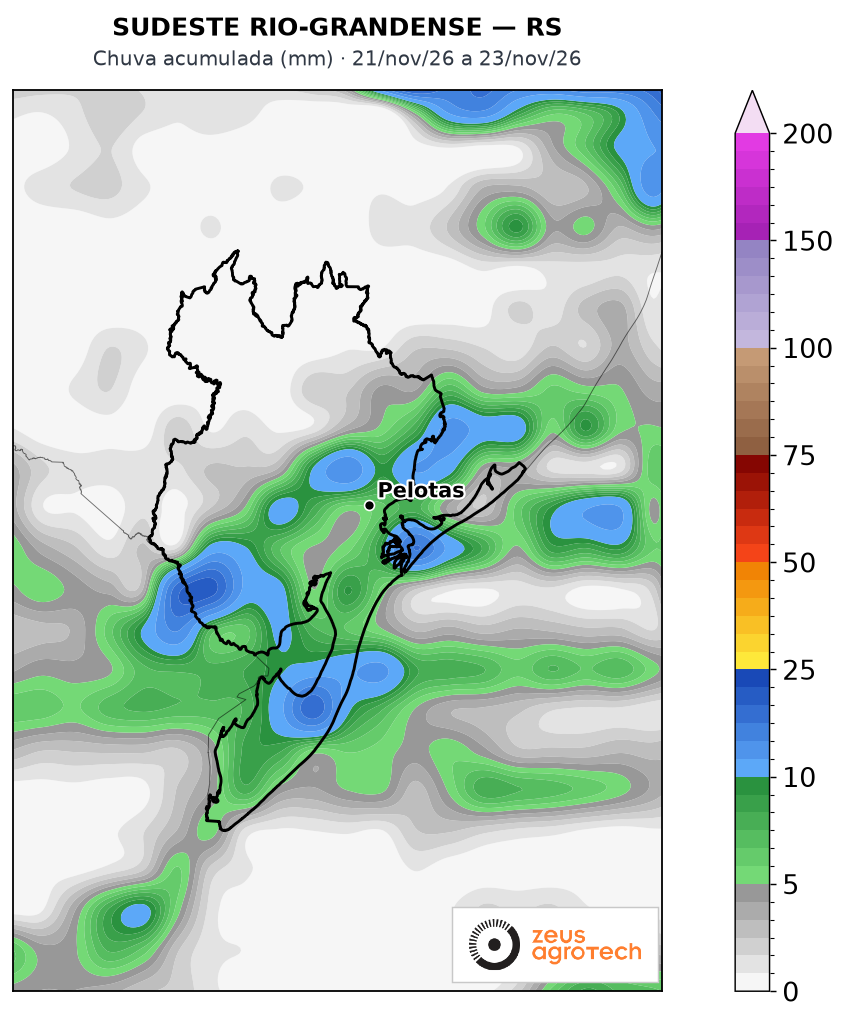 SUDESTE RIO-GRANDENSE — RS
Chuva acumulada (mm) · 21/nov/26 a 23/nov/26
Pelotas
200
150
100
75
50
25
10
5
0
zeus
agrotech